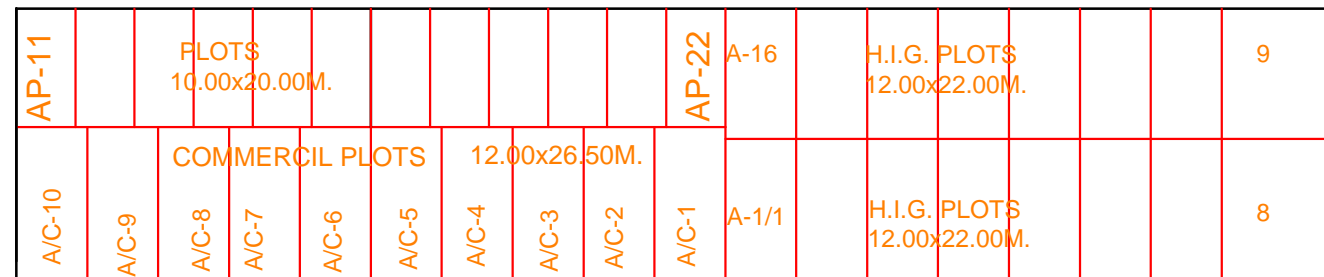 AP-11
PLOTS
10.00x20.00M.
AP-22
A-16
H.I.G. PLOTS
12.00x22.00M.
9
COMMERCIL PLOTS 12.00x26.50M.
A/C-10
A/C-9
A/C-8
A/C-7
A/C-6
A/C-5
A/C-4
A/C-3
A/C-2
A/C-1
A-1/1
H.I.G. PLOTS
12.00x22.00M.
8